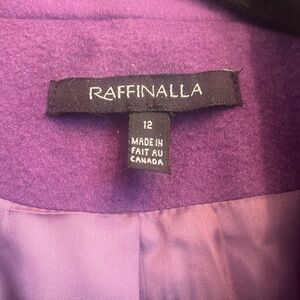 RAFFINALLA
12
MADE IN
FAIT AU
CANADA